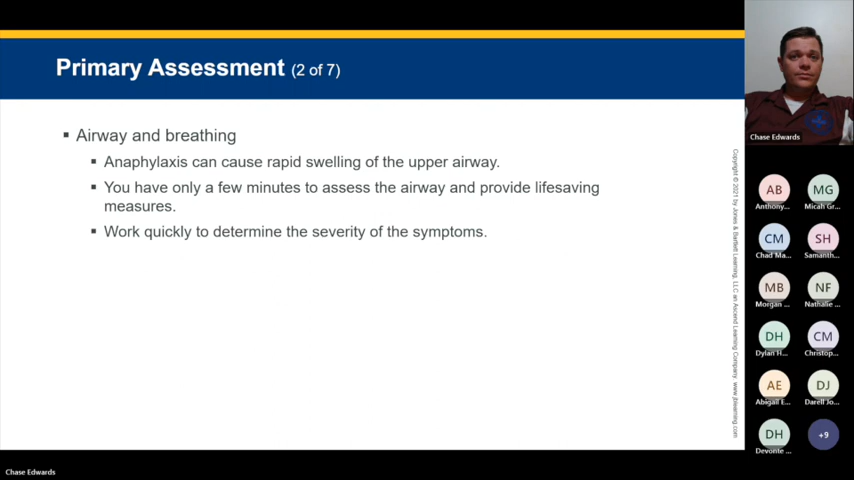 Primary Assessment (2 of 7)
▪ Airway and breathing
▪ Anaphylaxis can cause rapid swelling of the upper airway.
▪ You have only a few minutes to assess the airway and provide lifesaving
measures.
▪ Work quickly to determine the severity of the symptoms.
Copyright © 2021 by Jones & Bartlett Learning, LLC an Ascend Learning Company. www.jblearning.com
Chase Edwards
AB
Anthony...
MG
Micah Gr...
CM
Chad Ma...
SH
Samanth...
MB
Morgan ...
NF
Nathalie ...
DH
Dylan H...
CM
Christop...
AE
Abigail E...
DJ
Darell Jo...
DH
Devonte ...
+9
Chase Edwards